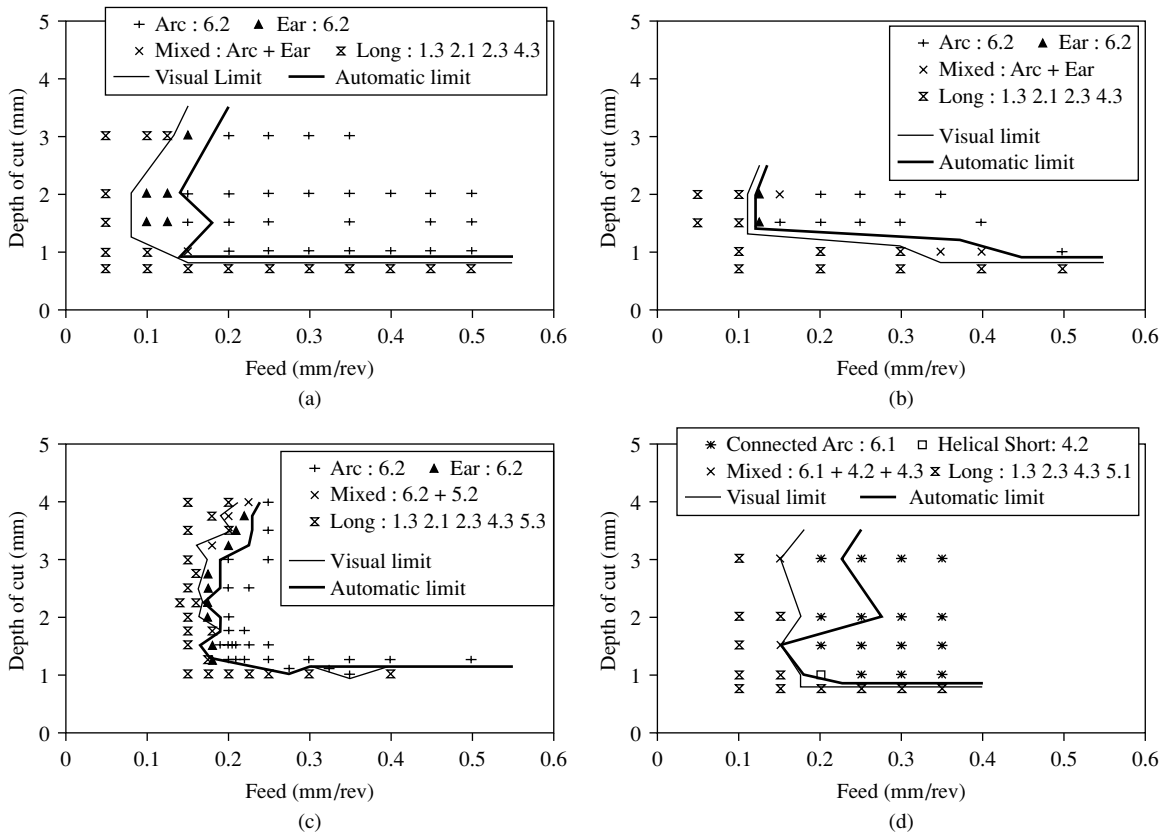 (a)
Arc : 6.2 Ear : 6.2
Mixed : Arc + Ear Long : 1.3 2.1 2.3 4.3
Visual Limit Automatic limit
Depth of cut (mm)
5
4
3
2
1
0
0 0.1 0.2 0.3 0.4 0.5 0.6
Feed (mm/rev)
(a)
(b)
Arc : 6.2 Ear : 6.2
Mixed : Arc + Ear
Long : 1.3 2.1 2.3 4.3
Visual limit
Automatic limit
Depth of cut (mm)
5
4
3
2
1
0
0 0.1 0.2 0.3 0.4 0.5 0.6
Feed (mm/rev)
(b)
Arc : 6.2 Ear : 6.2
Mixed : 6.2 + 5.2
Long : 1.3 2.1 2.3 4.3 5.3
Visual limit
Automatic limit
Depth of cut (mm)
5
4
3
2
1
0
0 0.1 0.2 0.3 0.4 0.5 0.6
Feed (mm/rev)
(c)
Connected Arc : 6.1 Helical Short: 4.2
Mixed : 6.1 + 4.2 + 4.3 Long : 1.3 2.3 4.3 5.1
Visual limit Automatic limit
Depth of cut (mm)
5
4
3
2
1
0
0 0.1 0.2 0.3 0.4 0.5 0.6
Feed (mm/rev)
(d)